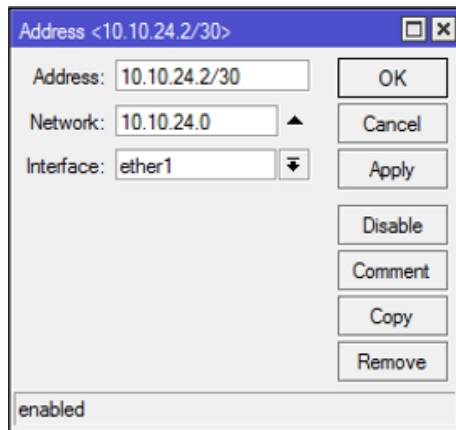 Address <10.10.24.2/30>
Address: 10.10.24.2/30
OK
Network: 10.10.24.0
Cancel
Interface: ether1
Apply
Disable
Comment
Copy
Remove
enabled